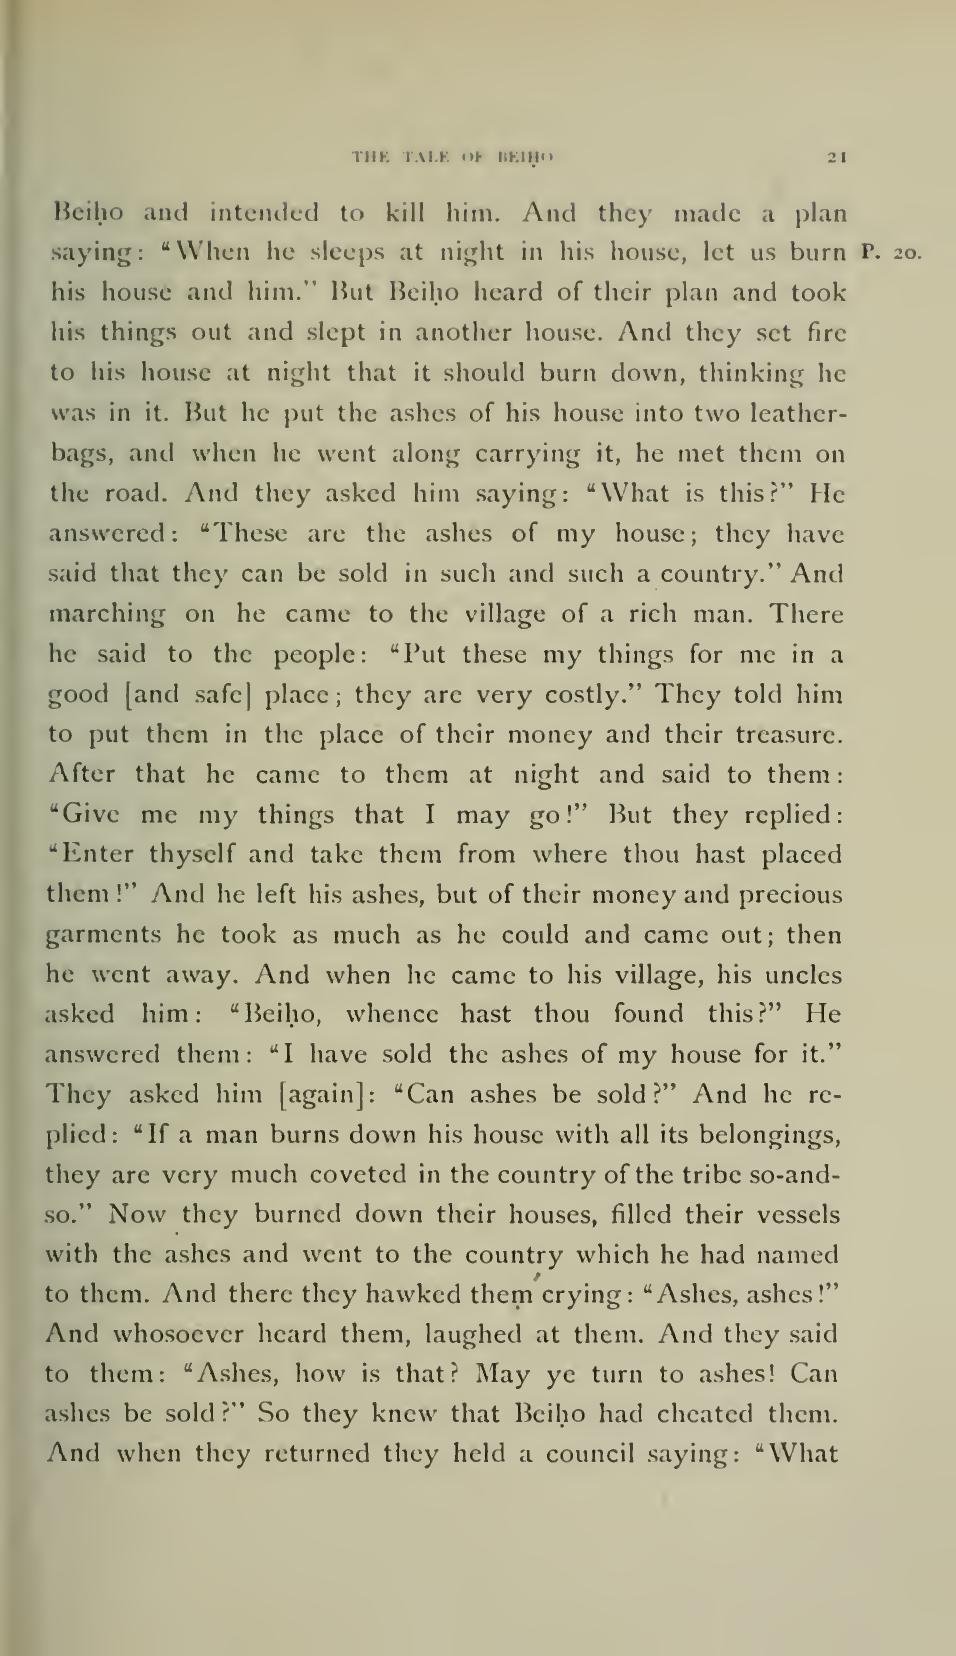 THE TALE OF BEIḤO 21
Beiḥo and intended to kill him. And they made a plan
saying: “When he sleeps at night in his house, let us burn P. 20.
his house and him.” But Beiḥo heard of their plan and took
his things out and slept in another house. And they set fire
to his house at night that it should burn down, thinking he
was in it. But he put the ashes of his house into two leather-
bags, and when he went along carrying it, he met them on
the road. And they asked him saying: “What is this?” He
answered: “These are the ashes of my house; they have
said that they can be sold in such and such a country.” And
marching on he came to the village of a rich man. There
he said to the people: “Put these my things for me in a
good [and safe] place; they are very costly.” They told him
to put them in the place of their money and their treasure.
After that he came to them at night and said to them:
“Give me my things that I may go!” But they replied:
“Enter thyself and take them from where thou hast placed
them!” And he left his ashes, but of their money and precious
garments he took as much as he could and came out; then
he went away. And when he came to his village, his uncles
asked him: “Beiḥo, whence hast thou found this?” He
answered them: “I have sold the ashes of my house for it.”
They asked him [again]: “Can ashes be sold?” And he re-
plied: “If a man burns down his house with all its belongings,
they are very much coveted in the country of the tribe so-and-
so.” Now they burned down their houses, filled their vessels
with the ashes and went to the country which he had named
to them. And there they hawked them crying: “Ashes, ashes!”
And whosoever heard them, laughed at them. And they said
to them: “Ashes, how is that? May ye turn to ashes! Can
ashes be sold?” So they knew that Beiḥo had cheated them.
And when they returned they held a council saying: “What